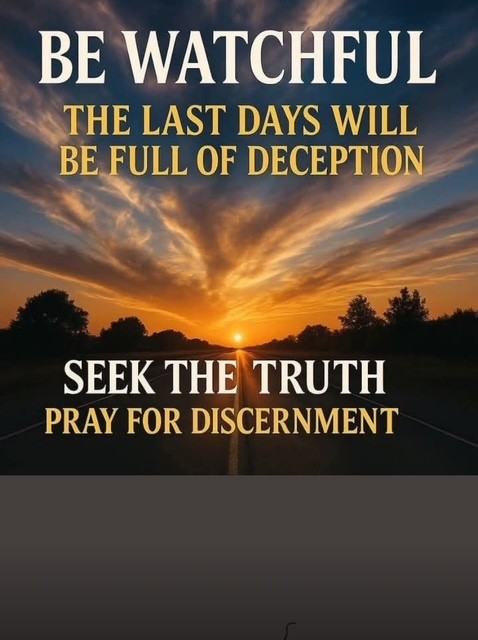 BE WATCHFUL
THE LAST DAYS WILL
BE FULL OF DECEPTION
SEEK THE TRUTH
PRAY FOR DISCERNMENT